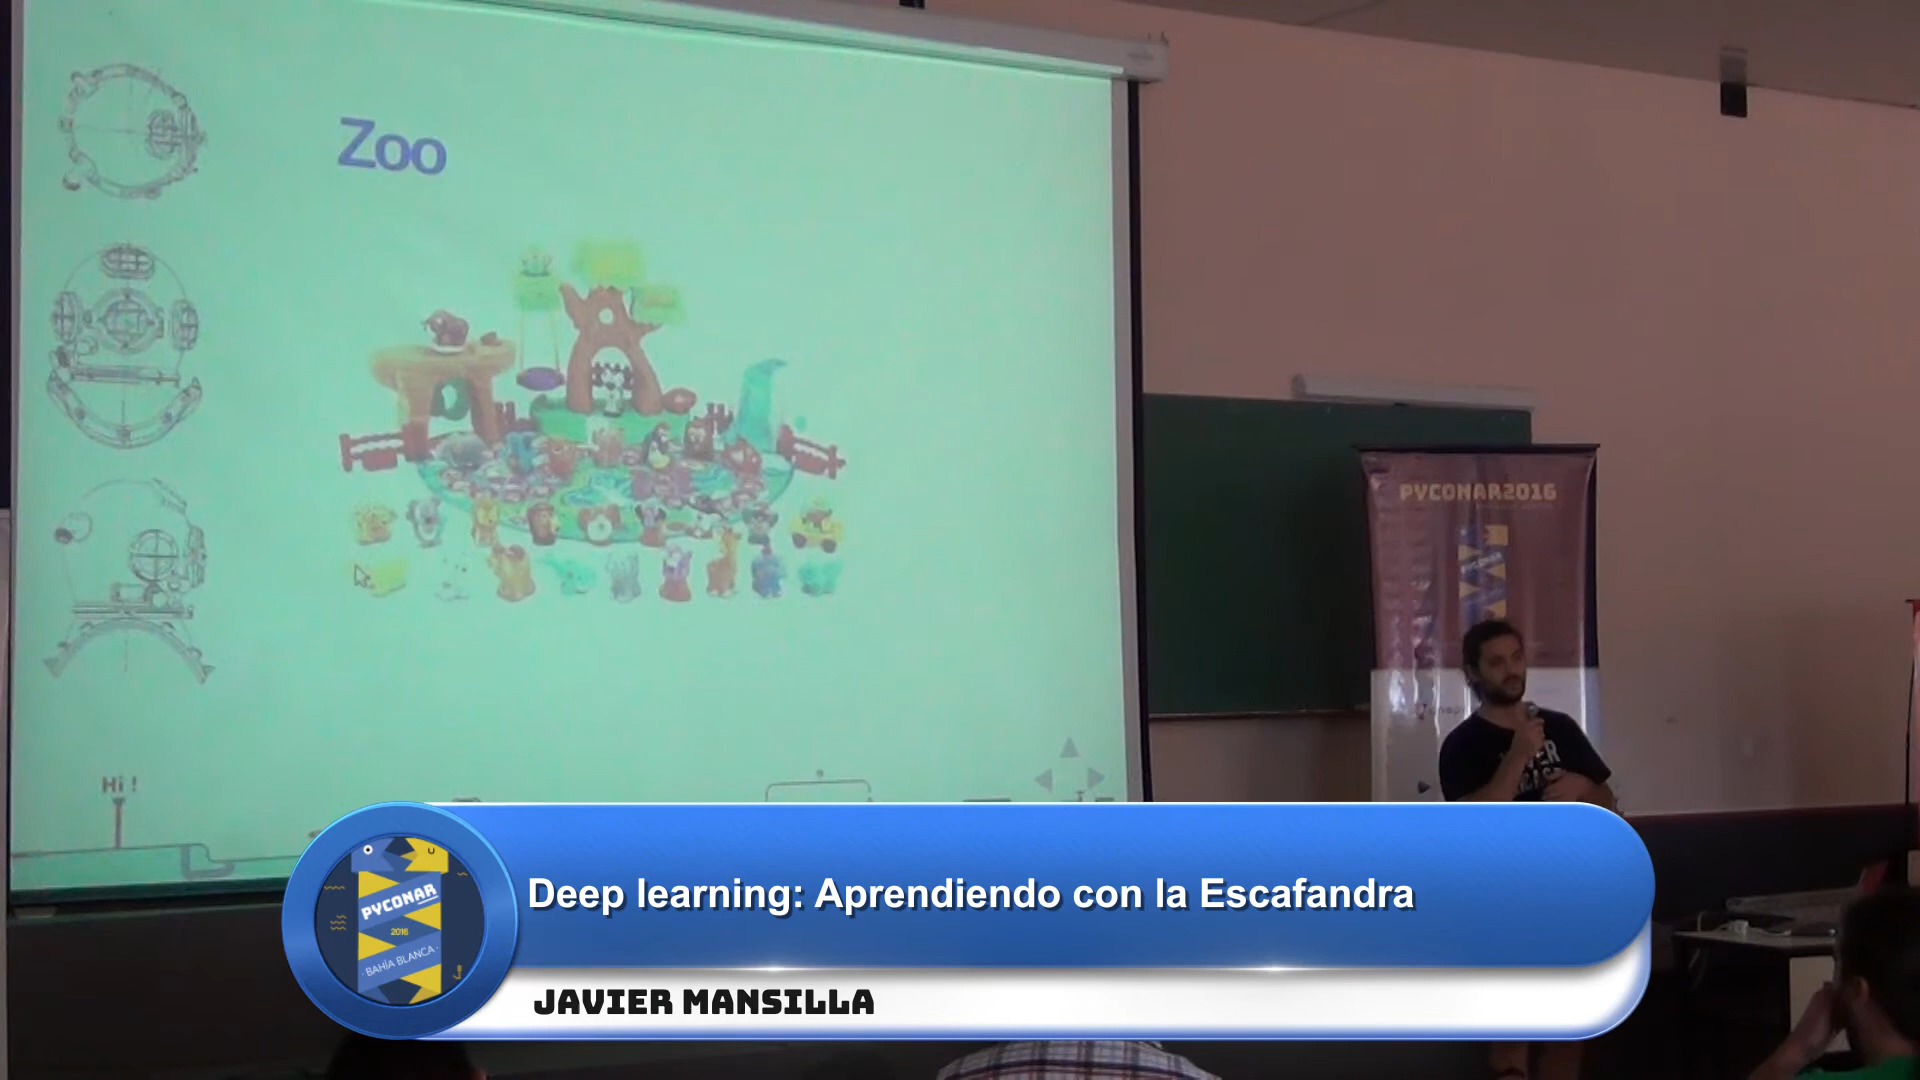 Zoo
Hi !
PYCONAR2016
PYCONAR
2016
· BAHÍA BLANCA ·
Deep learning: Aprendiendo con la Escafandra
JAVIER MANSILLA